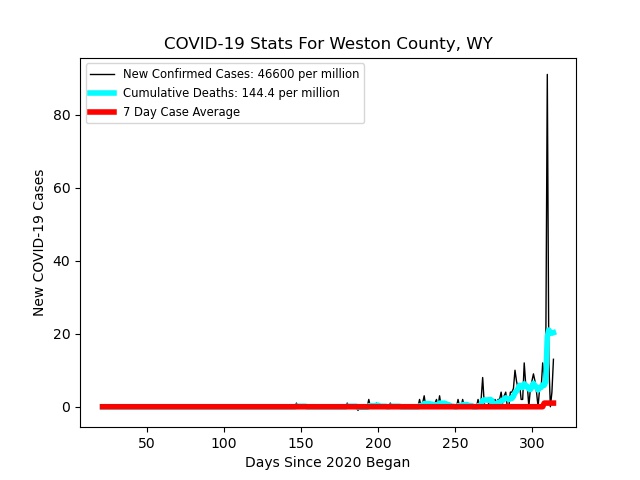 COVID-19 Stats For Weston County, WY
New Confirmed Cases: 46600 per million
Cumulative Deaths: 144.4 per million
7 Day Case Average
New COVID-19 Cases
80
60
40
20
0
50 100 150 200 250 300
Days Since 2020 Began